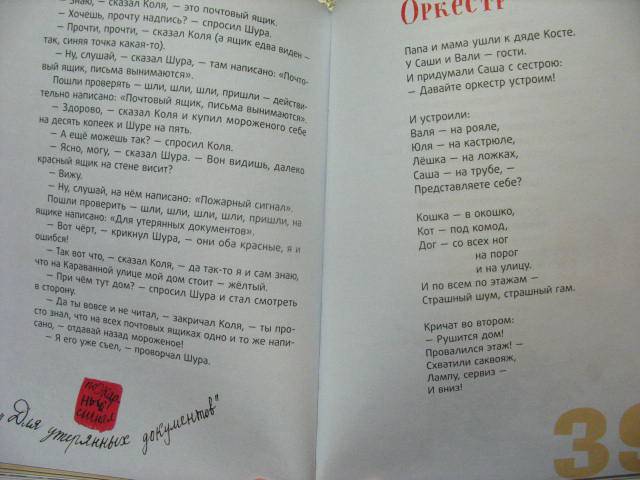 – Знаю, – сказал Коля, – это почтовый ящик.
– Хочешь, прочту надпись? – спросил Шура.
– Прочти, прочти, – сказал Коля (а ящик едва виден –
так, синяя точка какая-то).
– Ну, слушай, – сказал Шура, – там написано: «Почто-
вый ящик, письма вынимаются».
Пошли проверять – шли, шли, шли, пришли – действи-
тельно написано: «Почтовый ящик, письма вынимаются».
– Здорово, – сказал Коля и купил мороженого себе
на десять копеек и Шуре на пять.
– А ещё можешь так? – спросил Коля.
– Ясно, могу, – сказал Шура. – Вон видишь, далеко
красный ящик на стене висит?
– Вижу.
– Ну, слушай, на нём написано: «Пожарный сигнал».
Пошли проверить – шли, шли, шли, шли, пришли, на
ящике написано: «Для утерянных документов».
– Вот чёрт, – крикнул Шура, – они оба красные, я и
ошибся!
– Так вот что, – сказал Коля, – да так-то я и сам знаю,
что на Караванной улице мой дом стоит – жёлтый.
– При чём тут дом? – спросил Шура и стал смотреть
в сторону.
– Да ты вовсе и не читал, – закричал Коля, – ты про-
сто знал, что на всех почтовых ящиках одно и то же напи-
сано, – отдавай назад мороженое!
– Я его уже съел, – проворчал Шура.
пожар-
ный
сигнал
"Для утерянных документов"
Оркестр
Папа и мама ушли к дяде Косте.
У Саши и Вали – гости.
И придумали Саша с сестрою:
– Давайте оркестр устроим!
И устроили:
Валя – на рояле,
Юля – на кастрюле,
Лёшка – на ложках,
Саша – на трубе, –
Представляете себе?
Кошка – в окошко,
Кот – под комод,
Дог – со всех ног
на порог
и на улицу.
И по всем по этажам –
Страшный шум, страшный гам.
Кричат во втором:
– Рушится дом!
Провалился этаж! –
Схватили саквояж,
Лампу, сервиз –
И вниз!
39